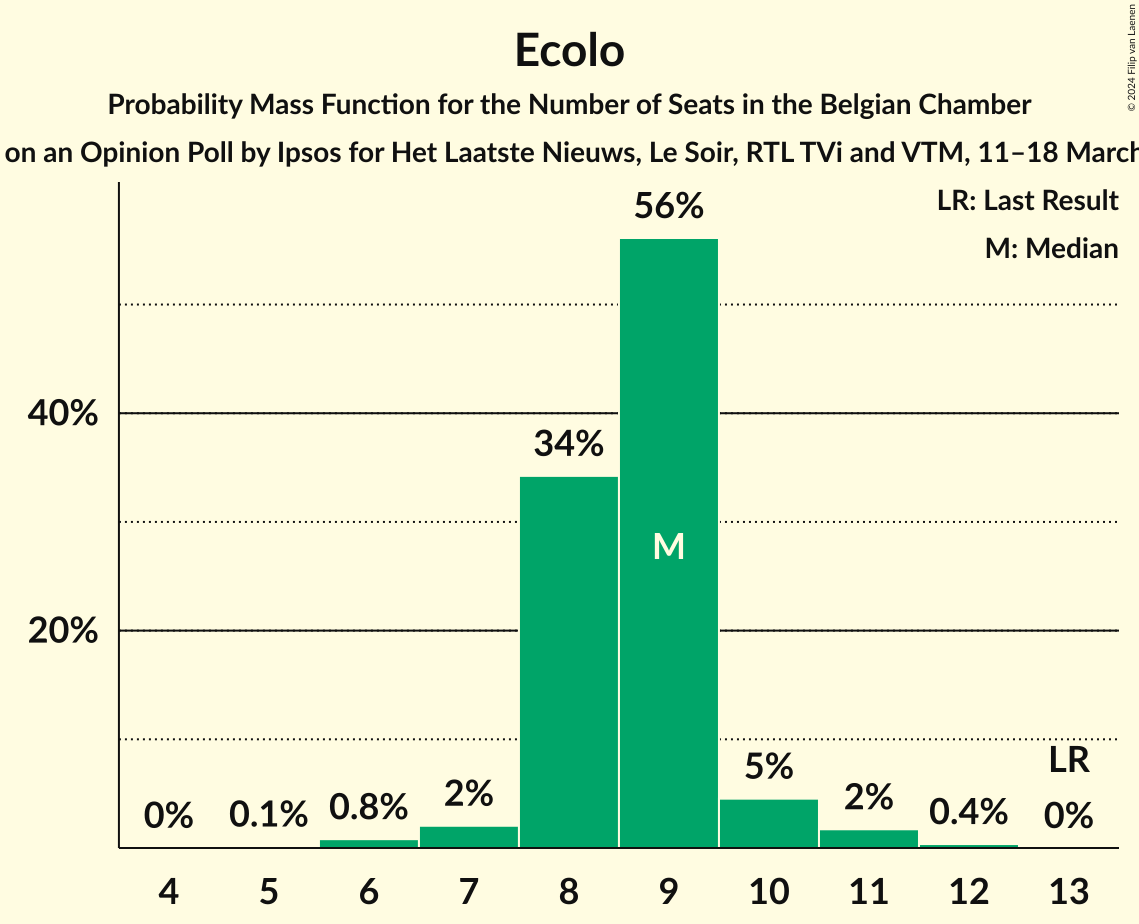 Ecolo
Probability Mass Function for the Number of Seats in the Belgian Chamber
on an Opinion Poll by Ipsos for Het Laatste Nieuws, Le Soir, RTL TVi and VTM, 11–18 March
© 2024 Filip van Laenen
LR: Last Result
M: Median
56%
40%
34%
M
20%
LR
0%
0.1%
0.8%
2%
5%
2%
0.4%
0%
4 5 6 7 8 9 10 11 12 13